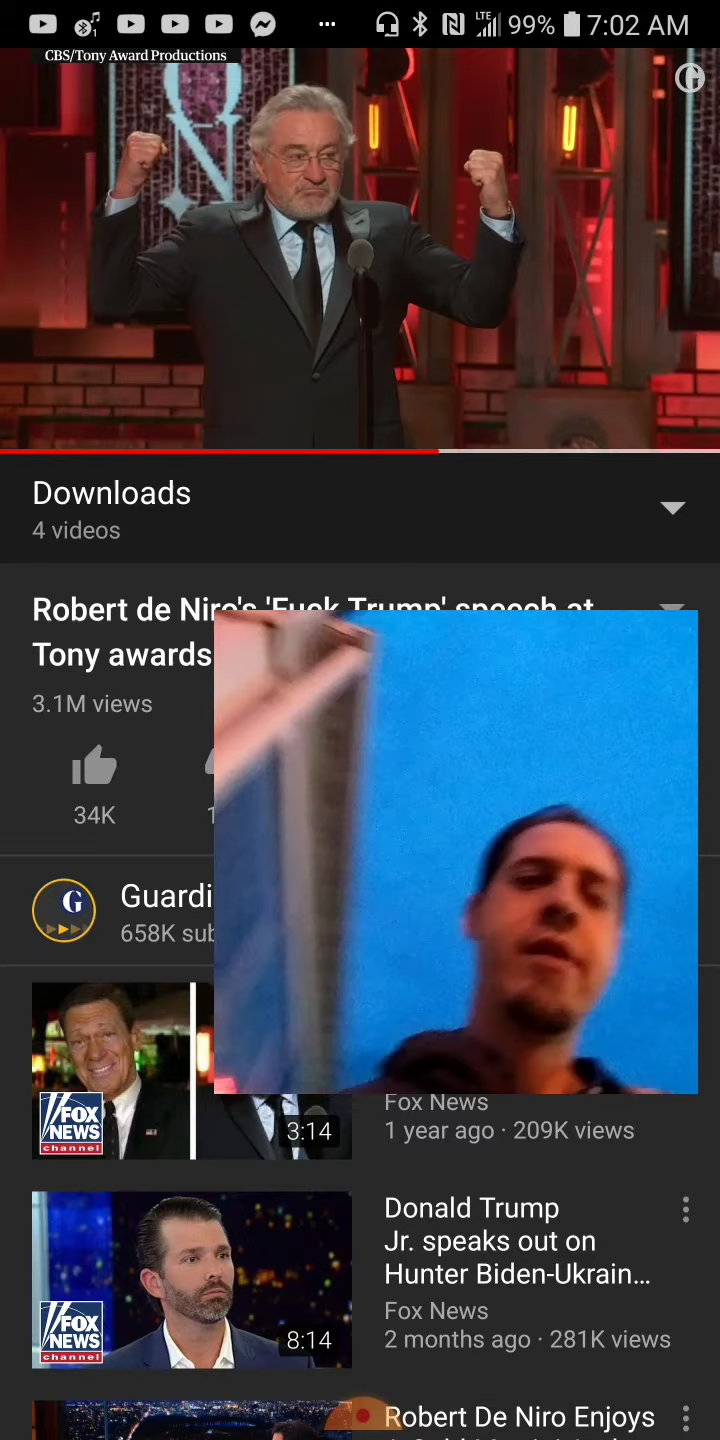 LTE 99% 7:02 AM
CBS/Tony Award Productions
Downloads
4 videos
Robert de Niro's 'Fuck Trump' speech at
Tony awards
3.1M views
34K
Guardi
658K sub
FOX
NEWS
channel
3:14
Fox News
1 year ago · 209K views
FOX
NEWS
channel
8:14
Donald Trump
Jr. speaks out on
Hunter Biden-Ukrain...
Fox News
2 months ago · 281K views
Robert De Niro Enjoys